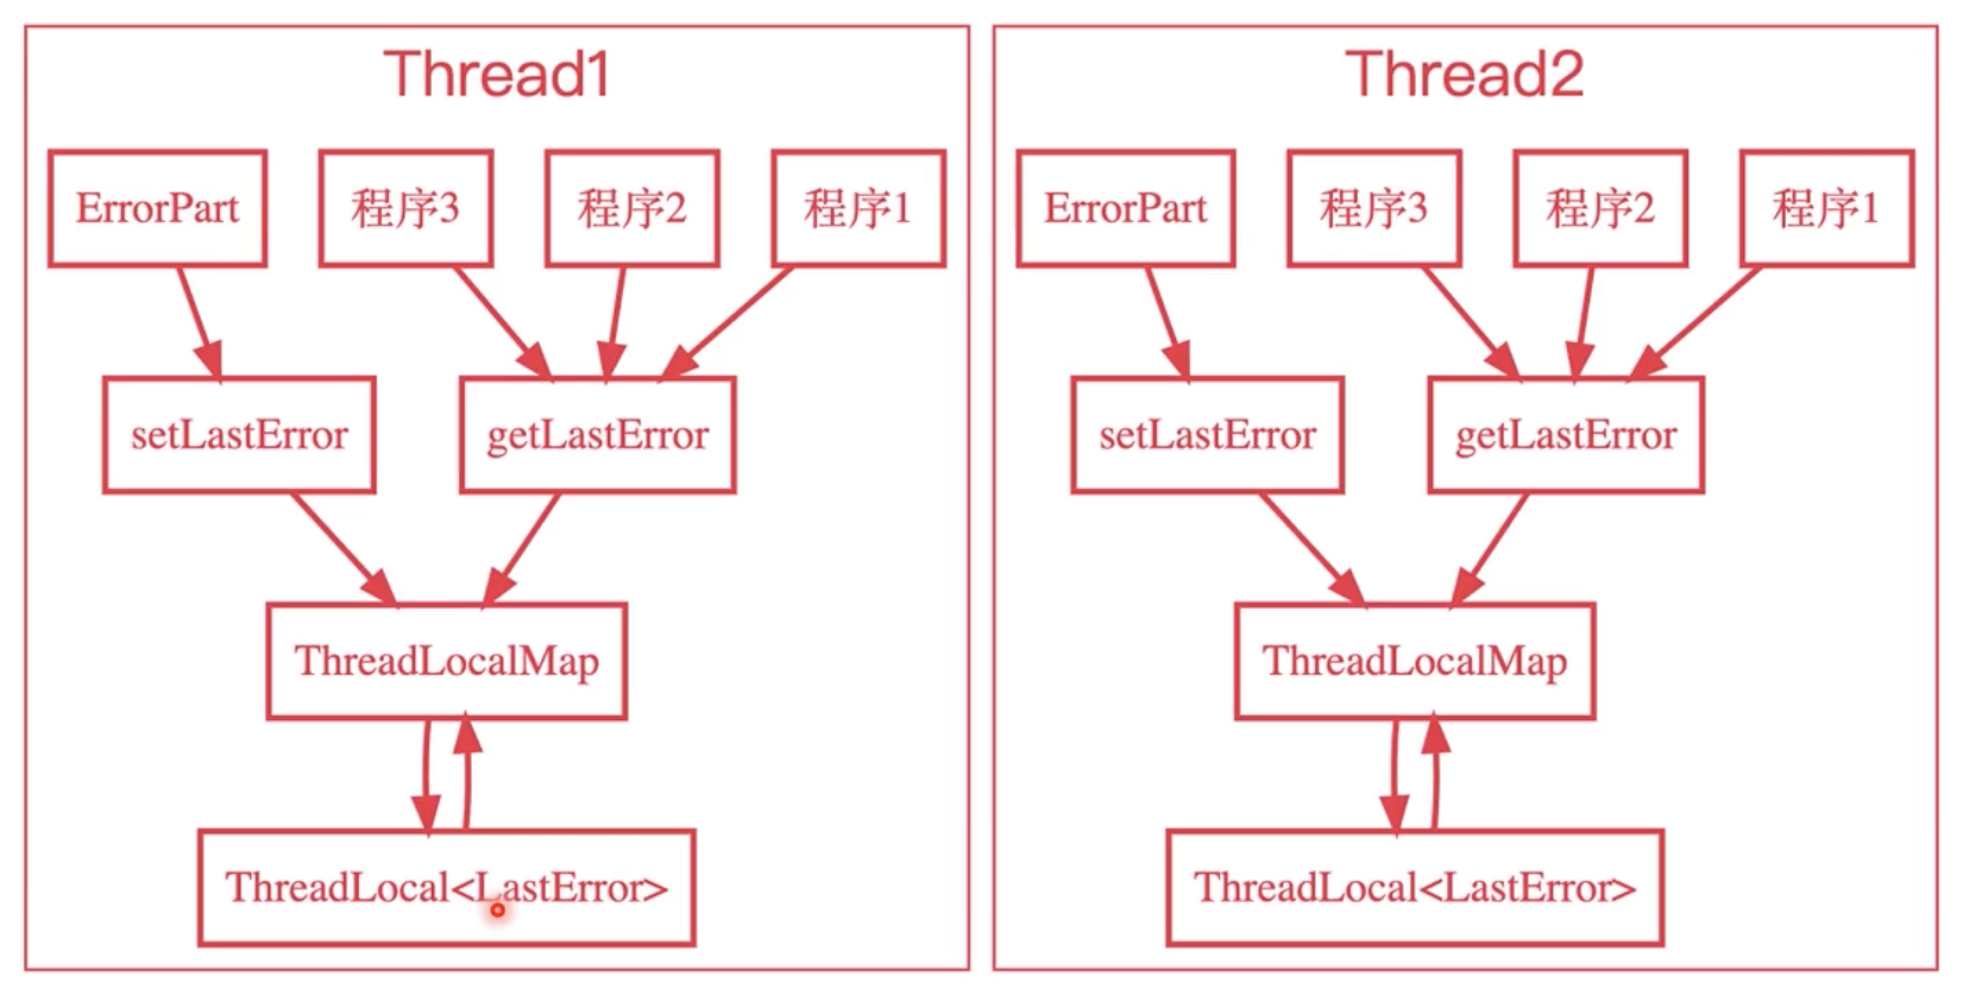 Thread1
ErrorPart
程序3
程序2
程序1
setLastError
getLastError
ThreadLocalMap
ThreadLocal<LastError>
Thread2
ErrorPart
程序3
程序2
程序1
setLastError
getLastError
ThreadLocalMap
ThreadLocal<LastError>